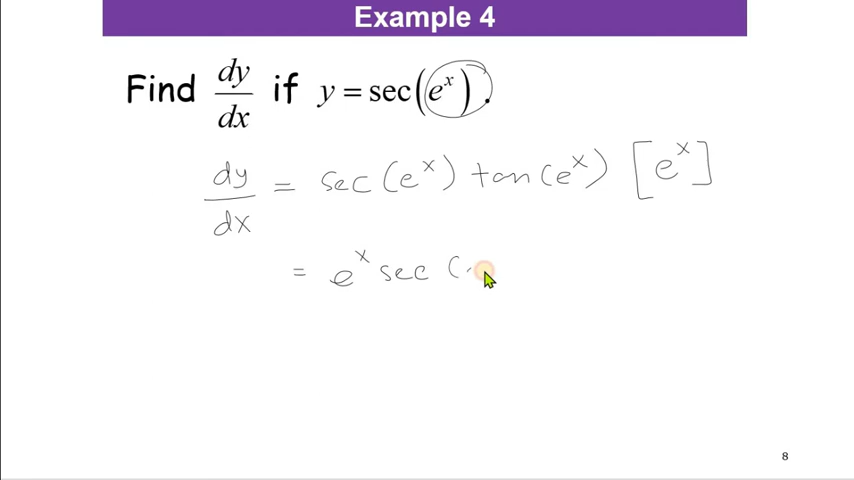 Example 4
Find dy/dx if y = sec(e^x).
dy/dx = sec(e^x) tan(e^x) [e^x]
= e^x sec (
8